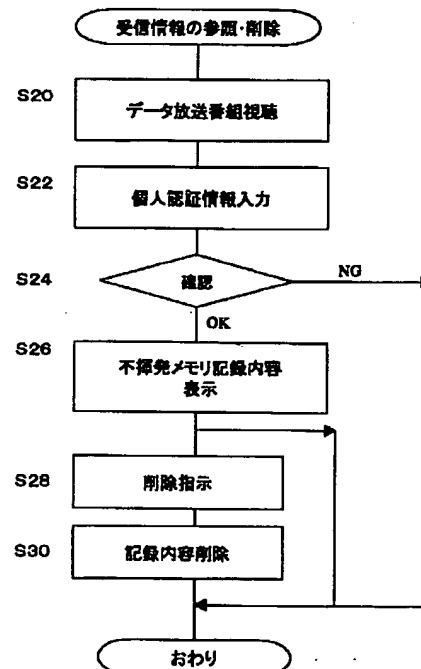 受信情報の参照・削除
S20
データ放送番組視聴
S22
個人認証情報入力
S24
確認
NG
OK
S26
不揮発メモリ記録内容
表示
S28
削除指示
S30
記録内容削除
おわり